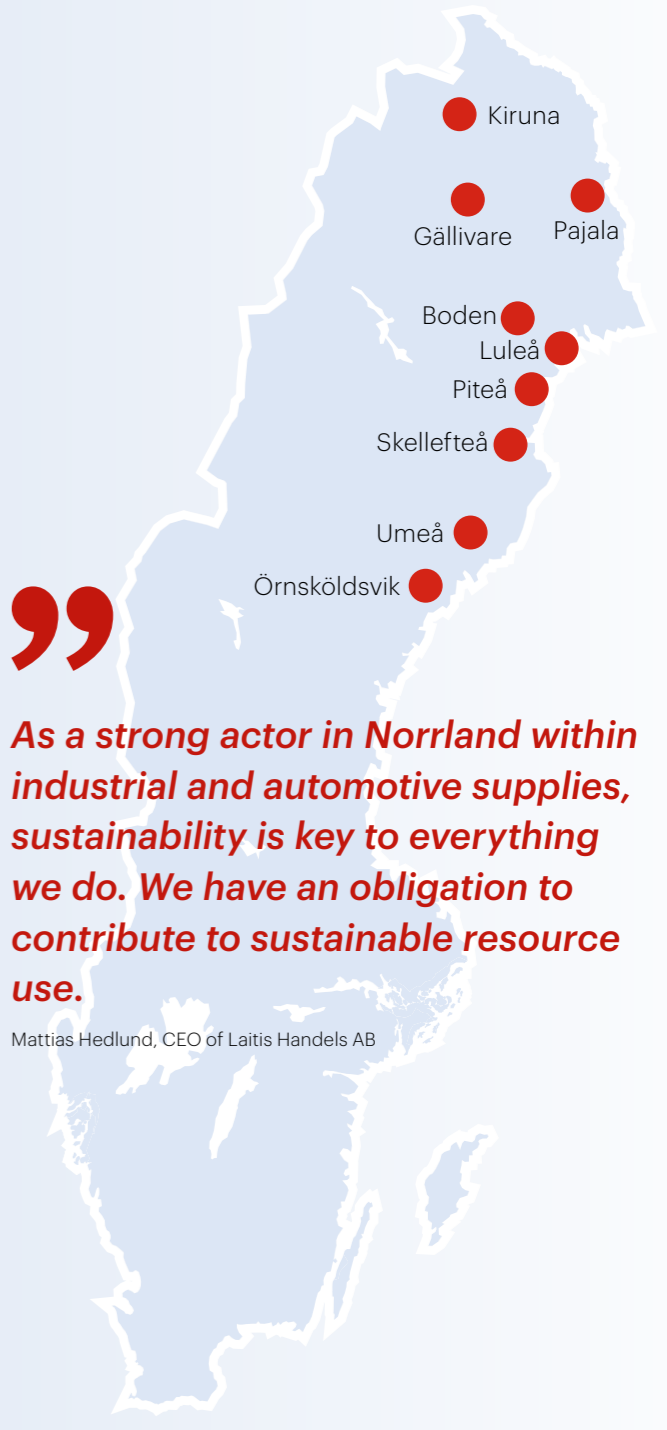 Kiruna
Gällivare
Pajala
Boden
Luleå
Piteå
Skellefteå
Umeå
Örnsköldsvik
”
As a strong actor in Norrland within
industrial and automotive supplies,
sustainability is key to everything
we do. We have an obligation to
contribute to sustainable resource
use.
Mattias Hedlund, CEO of Laitis Handels AB